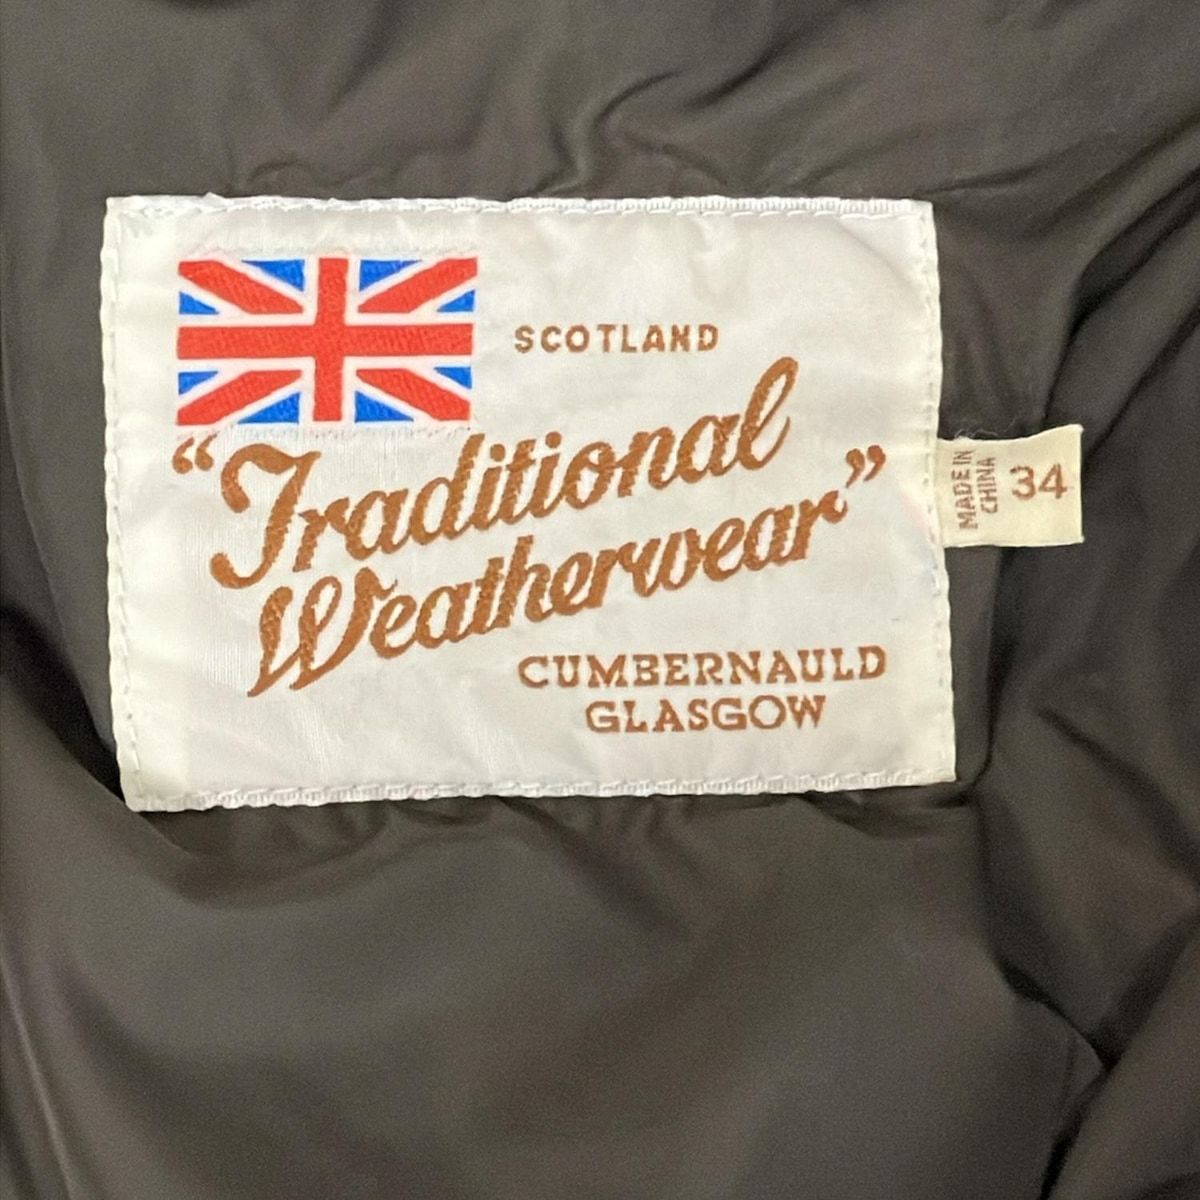 SCOTLAND
“Traditional
Weatherwear”
CUMBERNAULD
GLASGOW
MADE IN
CHINA
34